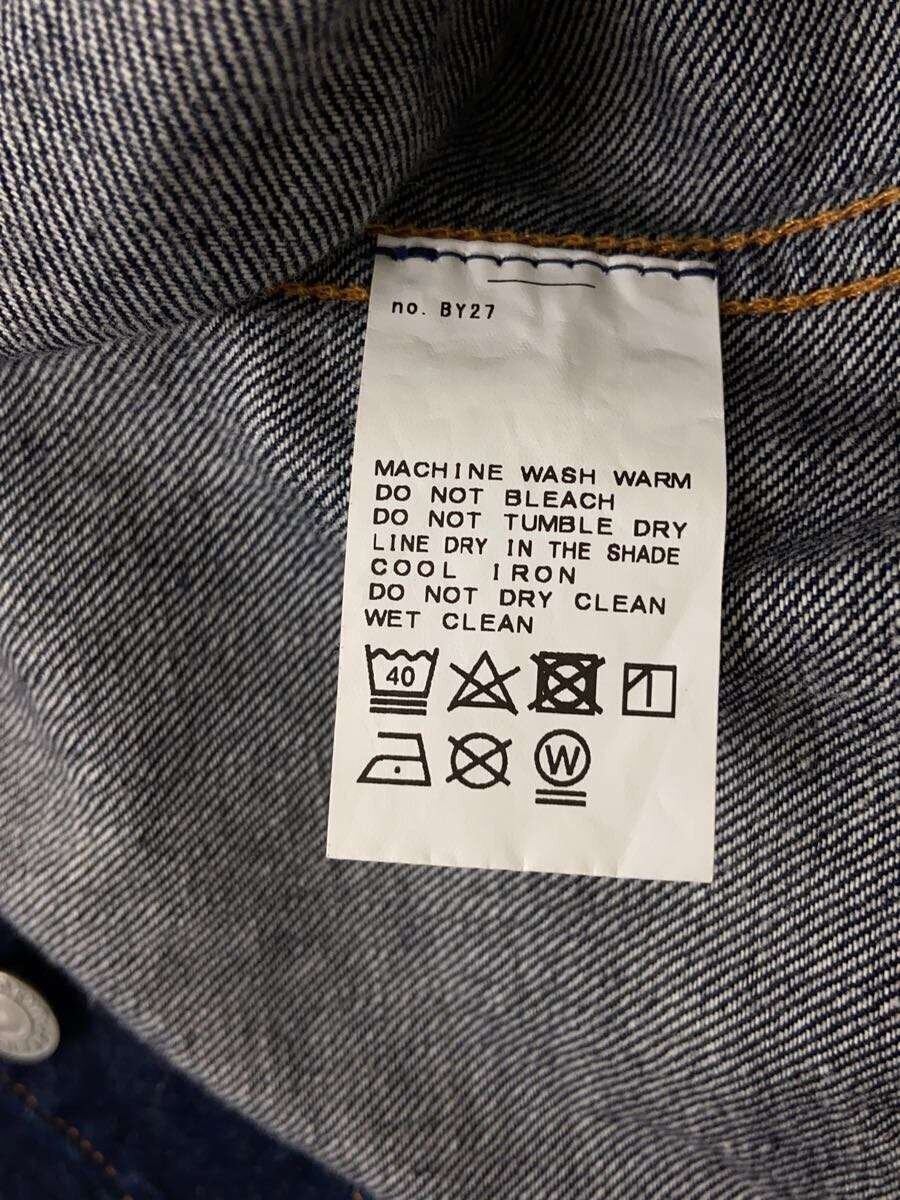 no. BY27
MACHINE WASH WARM
DO NOT BLEACH
DO NOT TUMBLE DRY
LINE DRY IN THE SHADE
COOL IRON
DO NOT DRY CLEAN
WET CLEAN
40
W